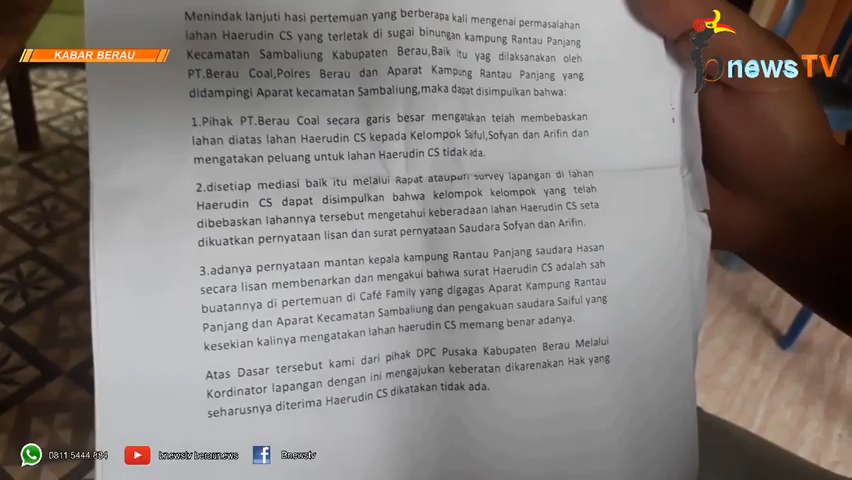 KABAR BERAU
bnewsTV
Menindak lanjuti hasi pertemuan yang berberapa kali mengenai permasalahan
lahan Haerudin CS yang terletak di sugai binungan kampung Rantau Panjang
Kecamatan Sambaliung Kabupaten Berau,Baik itu yag dilaksanakan oleh
PT.Berau Coal,Polres Berau dan Aparat Kampung Rantau Panjang yang
didampingi Aparat kecamatan Sambaliung,maka dapat disimpulkan bahwa:
1.Pihak PT.Berau Coal secara garis besar mengatakan telah membebaskan
lahan diatas lahan Haerudin CS kepada Kelompok Saiful,Sofyan dan Arifin dan
mengatakan peluang untuk lahan Haerudin CS tidak ada.
2.disetiap mediasi baik itu melalui Rapat ataupun survey lapangan di lahan
Haerudin CS dapat disimpulkan bahwa kelompok kelompok yang telah
dibebaskan lahannya tersebut mengetahui keberadaan lahan Haerudin CS seta
dikuatkan pernyataan lisan dan surat pernyataan Saudara Sofyan dan Arifin.
3.adanya pernyataan mantan kepala kampung Rantau Panjang saudara Hasan
secara lisan membenarkan dan mengakui bahwa surat Haerudin CS adalah sah
buatannya di pertemuan di Café Family yang digagas Aparat Kampung Rantau
Panjang dan Aparat Kecamatan Sambaliung dan pengakuan saudara Saiful yang
kesekian kalinya mengatakan lahan haerudin CS memang benar adanya.
Atas Dasar tersebut kami dari pihak DPC Pusaka Kabupaten Berau Melalui
Kordinator lapangan dengan ini mengajukan keberatan dikarenakan Hak yang
seharusnya diterima Haerudin CS dikatakan tidak ada.
0811 5444 884 bnewstv beraunews Bnewstv